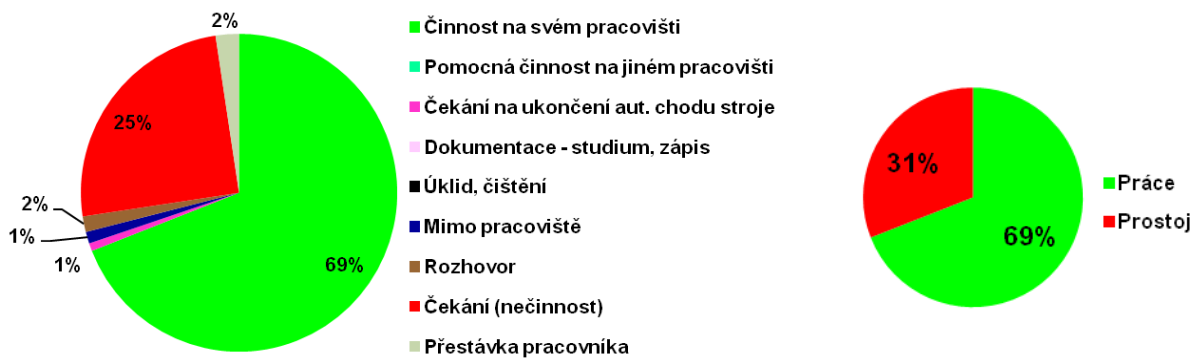 2%
25%
2%
1%
1%
69%
Činnost na svém pracovišti
Pomocná činnost na jiném pracovišti
Čekání na ukončení aut. chodu stroje
Dokumentace - studium, zápis
Úklid, čištění
Mimo pracoviště
Rozhovor
Čekání (nečinnost)
Přestávka pracovníka
31%
69%
Práce
Prostoj